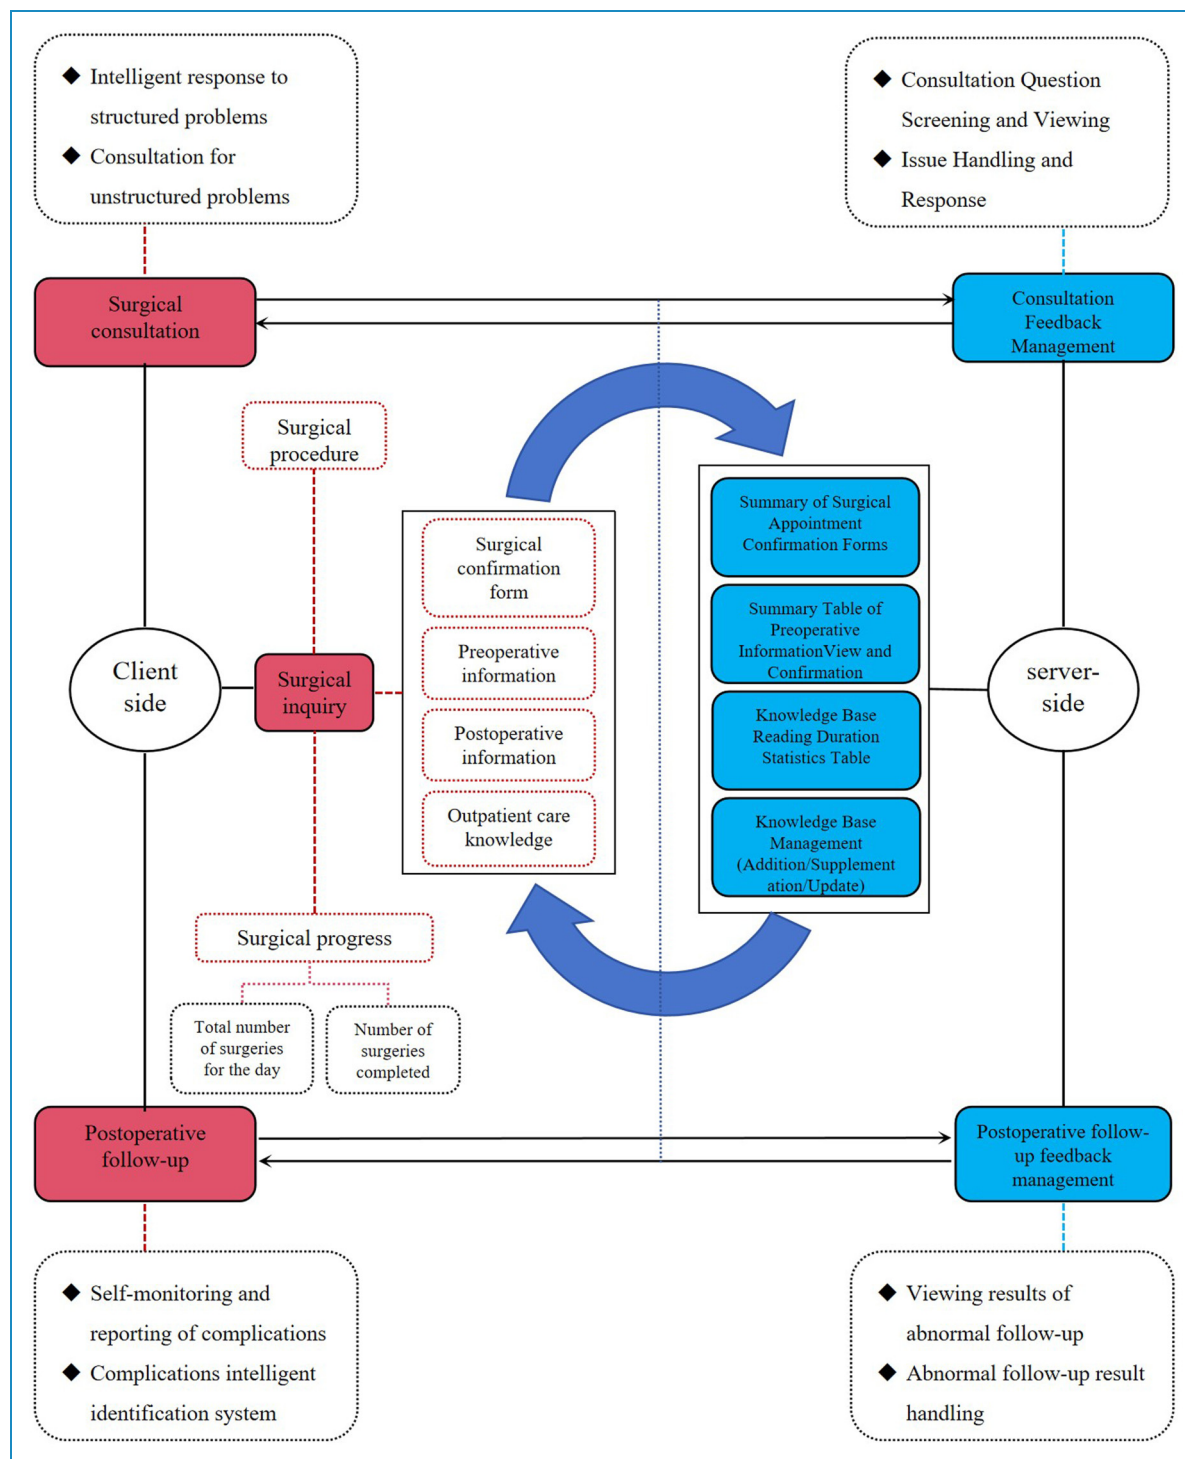 ◆ Intelligent response to
structured problems
◆ Consultation for
unstructured problems
◆ Consultation Question
Screening and Viewing
◆ Issue Handling and
Response
Surgical
consultation
Consultation
Feedback
Management
Surgical
procedure
Surgical
confirmation
form
Preoperative
information
Postoperative
information
Outpatient care
knowledge
Summary of Surgical
Appointment
Confirmation Forms
Summary Table of
Preoperative
InformationView and
Confirmation
Knowledge Base
Reading Duration
Statistics Table
Knowledge Base
Management
(Addition/Supplement
ation/Update)
Client
side
Surgical
inquiry
server-
side
Surgical progress
Total number
of surgeries
for the day
Number of
surgeries
completed
Postoperative
follow-up
Postoperative follow-
up feedback
management
◆ Self-monitoring and
reporting of complications
◆ Complications intelligent
identification system
◆ Viewing results of
abnormal follow-up
◆ Abnormal follow-up result
handling